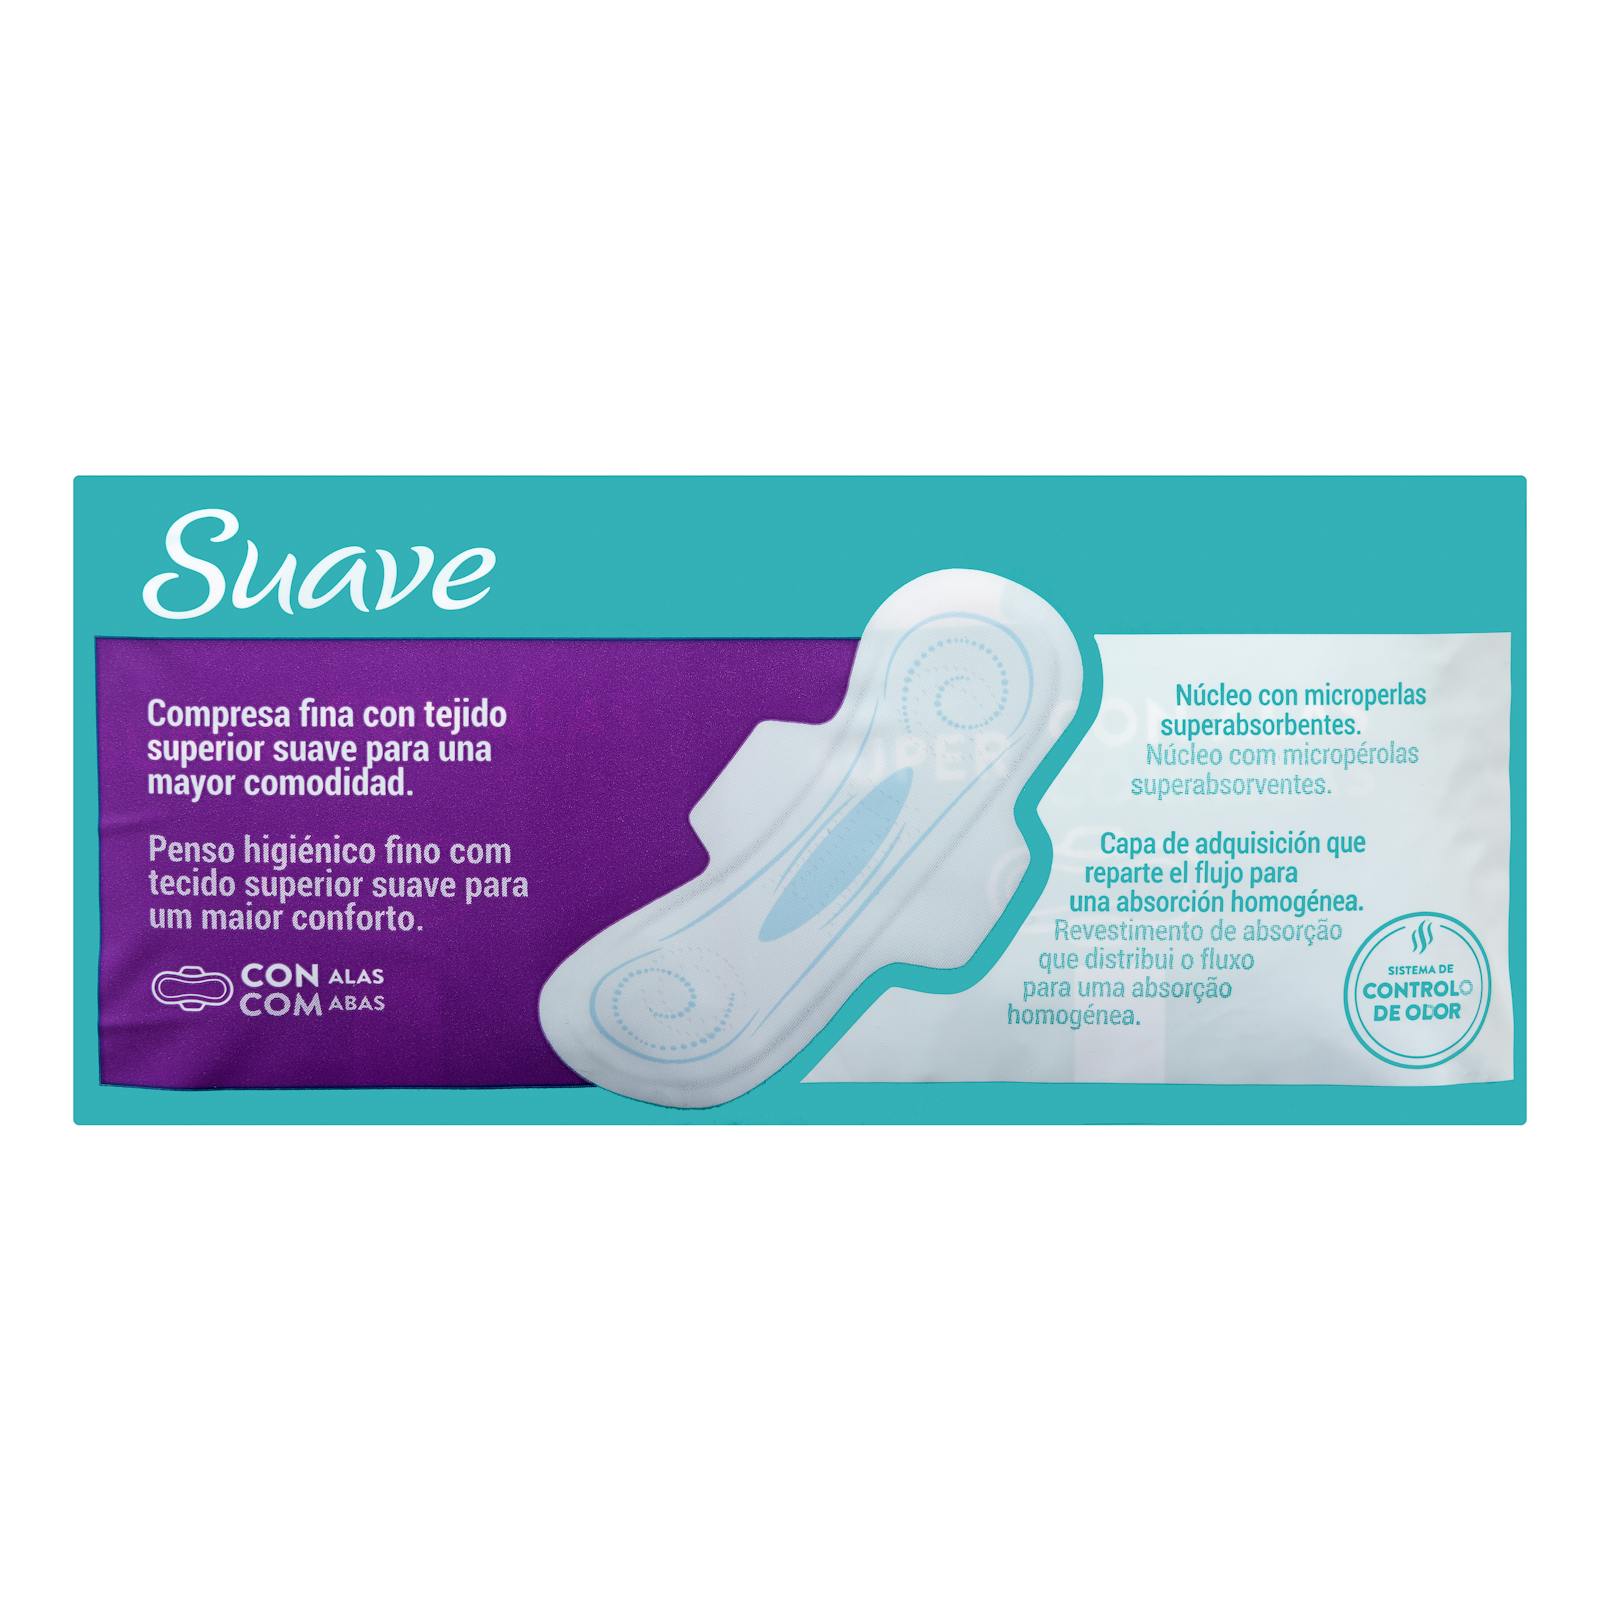 Suave
Compresa fina con tejido
superior suave para una
mayor comodidad.
Penso higiénico fino com
tecido superior suave para
um maior conforto.
CON ALAS
COM ABAS
Núcleo con microperlas
superabsorbentes.
Núcleo com micropérolas
superabsorventes.
Capa de adquisición que
reparte el flujo para
una absorción homogénea.
Revestimento de absorção
que distribui o fluxo
para uma absorção
homogénea.
SISTEMA DE
CONTROLO
DE OLOR